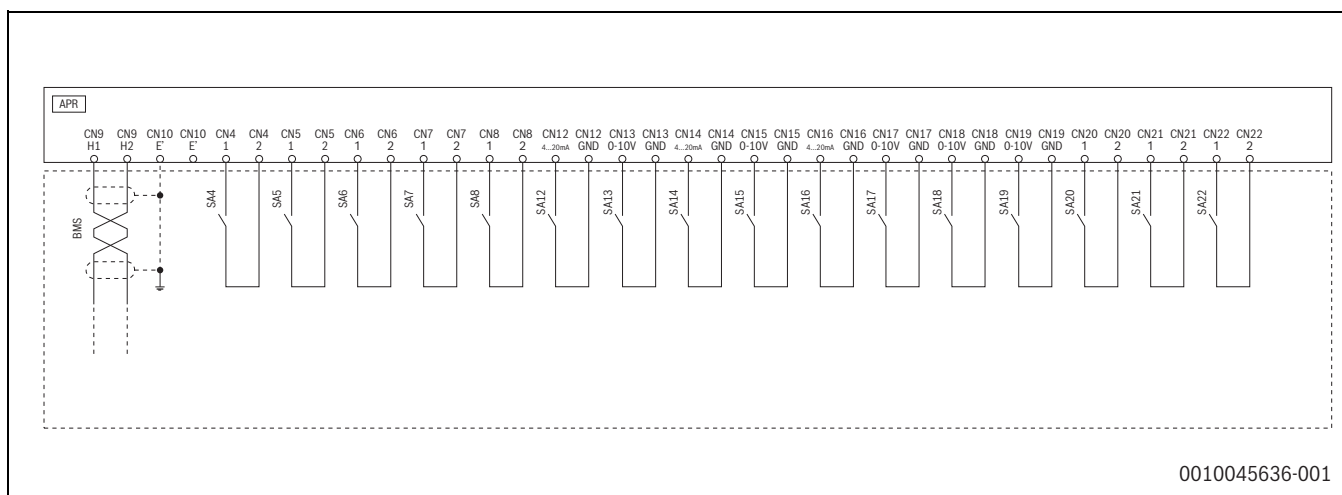 APR
CN9 CN9 CN10 CN10 CN4 CN4 CN5 CN5 CN6 CN6 CN7 CN7 CN8 CN8 CN12 CN12 CN13 CN13 CN14 CN14 CN15 CN15 CN16 CN16 CN17 CN17 CN18 CN18 CN19 CN19 CN20 CN20 CN21 CN21 CN22 CN22
H1 H2 E' E' 1 2 1 2 1 2 1 2 1 2 4...20mA GND 0-10V GND 4...20mA GND 0-10V GND 4...20mA GND 0-10V GND 0-10V GND 0-10V GND 1 2 1 2 1 2
BMS
SA4
SA5
SA6
SA7
SA8
SA12
SA13
SA14
SA15
SA16
SA17
SA18
SA19
SA20
SA21
SA22
0010045636-001